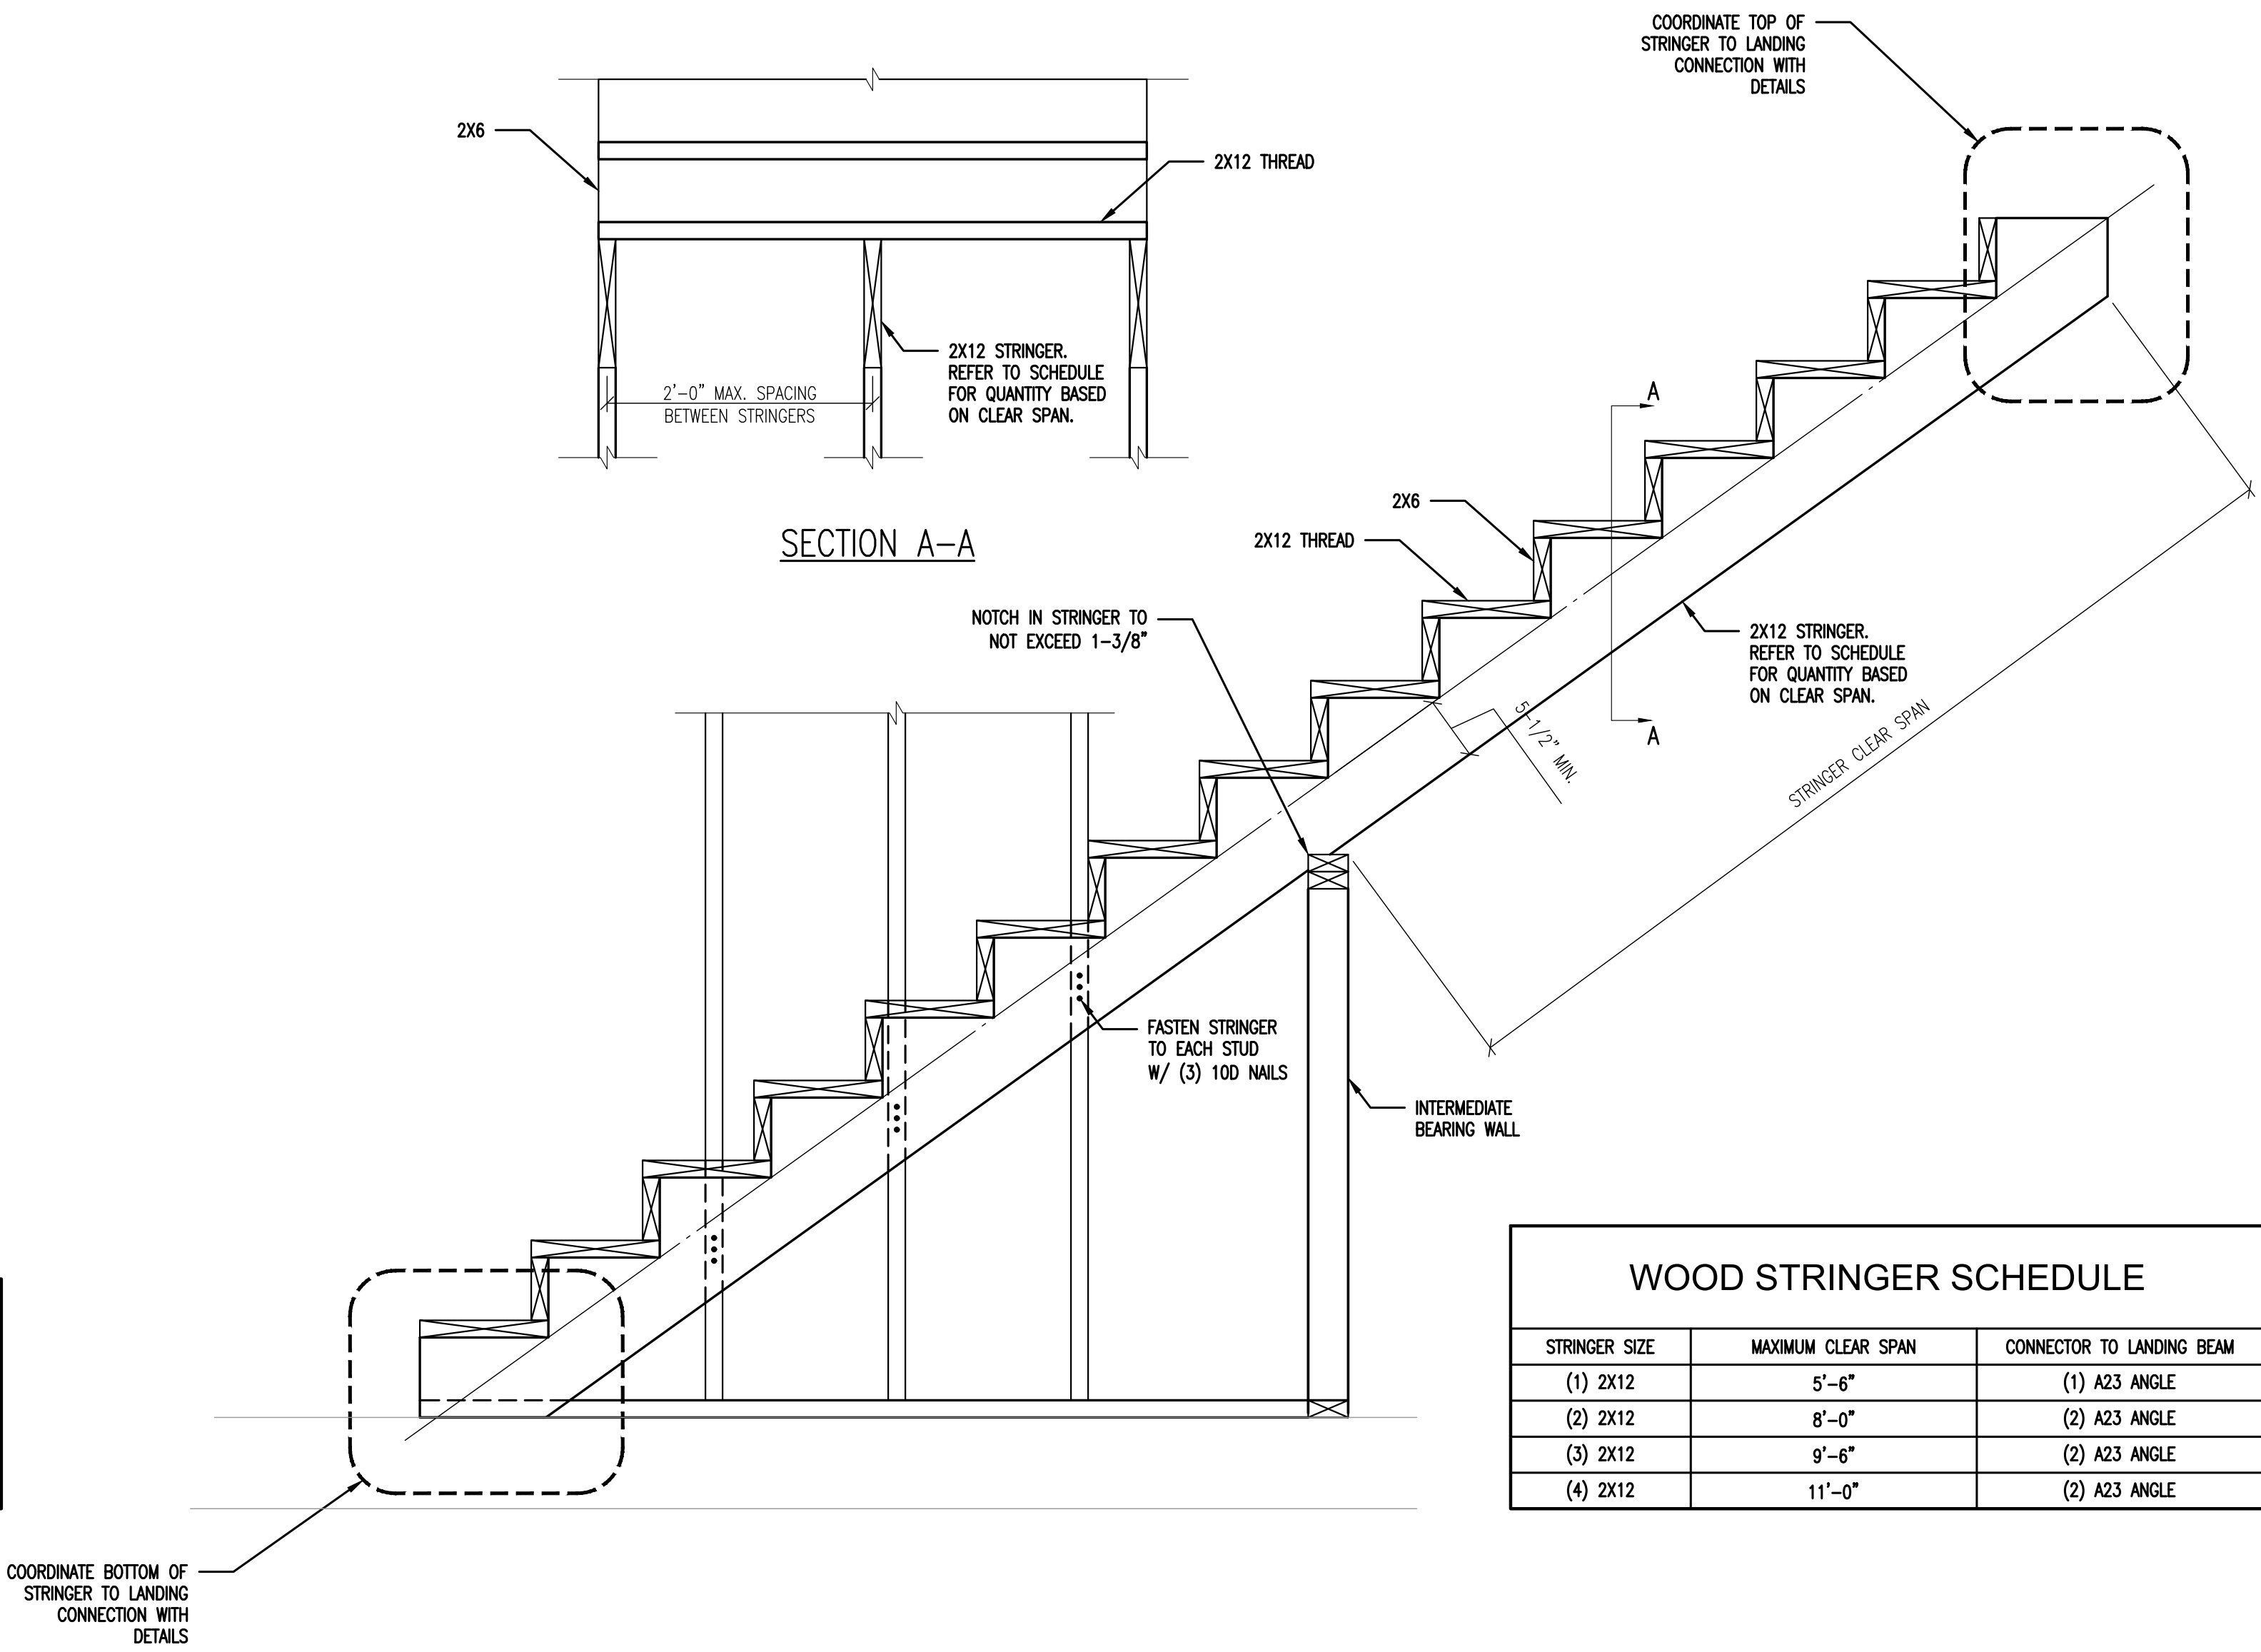 COORDINATE TOP OF
STRINGER TO LANDING
CONNECTION WITH
DETAILS
2X6
2X12 THREAD
2X12 STRINGER.
REFER TO SCHEDULE
FOR QUANTITY BASED
ON CLEAR SPAN.
2'-0" MAX. SPACING
BETWEEN STRINGERS
SECTION A-A
A
2X6
2X12 THREAD
NOTCH IN STRINGER TO
NOT EXCEED 1-3/8"
2X12 STRINGER.
REFER TO SCHEDULE
FOR QUANTITY BASED
ON CLEAR SPAN.
A
5-1/2" MIN.
STRINGER CLEAR SPAN
FASTEN STRINGER
TO EACH STUD
W/ (3) 10D NAILS
INTERMEDIATE
BEARING WALL
WOOD STRINGER SCHEDULE
STRINGER SIZE MAXIMUM CLEAR SPAN CONNECTOR TO LANDING BEAM
(1) 2X12 5'-6" (1) A23 ANGLE
(2) 2X12 8'-0" (2) A23 ANGLE
(3) 2X12 9'-6" (2) A23 ANGLE
(4) 2X12 11'-0" (2) A23 ANGLE
COORDINATE BOTTOM OF
STRINGER TO LANDING
CONNECTION WITH
DETAILS